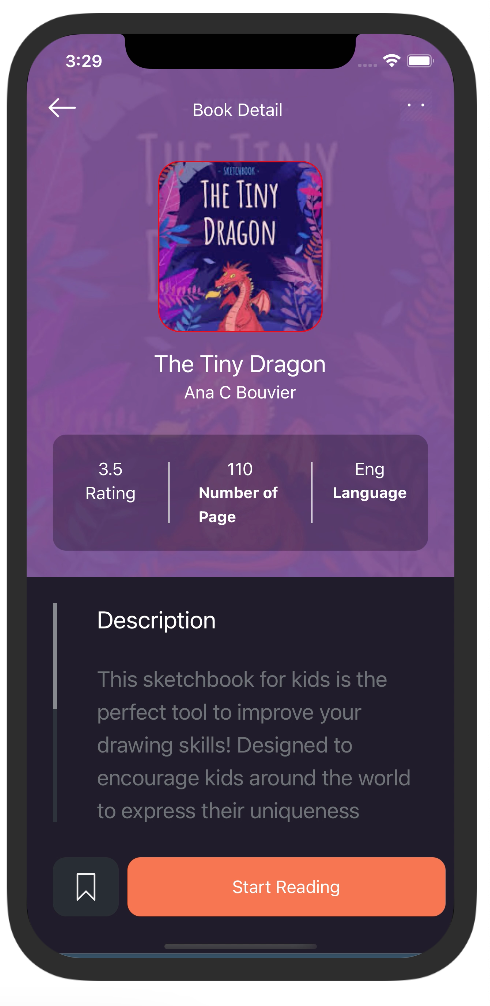 3:29
Book Detail
- SKETCHBOOK -
THE TINY
DRAGON
The Tiny Dragon
Ana C Bouvier
3.5
Rating
110
Number of
Page
Eng
Language
Description
This sketchbook for kids is the
perfect tool to improve your
drawing skills! Designed to
encourage kids around the world
to express their uniqueness
Start Reading